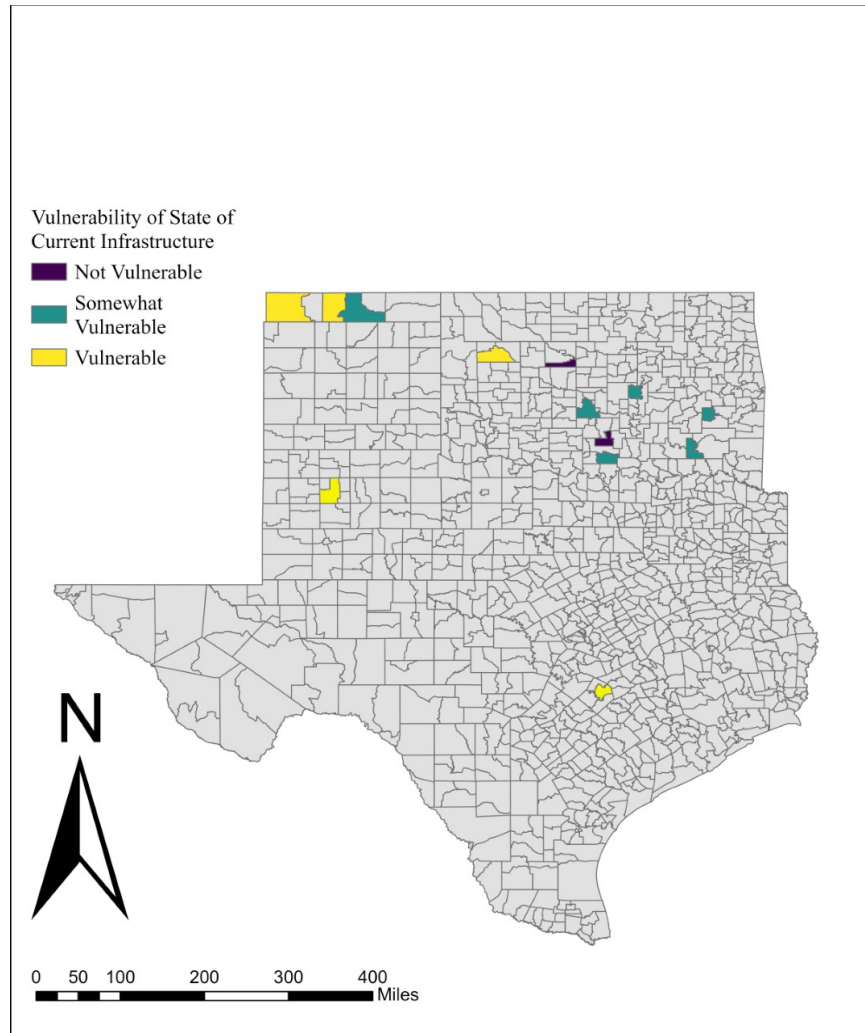 Vulnerability of State of
Current Infrastructure
Not Vulnerable
Somewhat
Vulnerable
Vulnerable
N
0 50 100 200 300 400
Miles